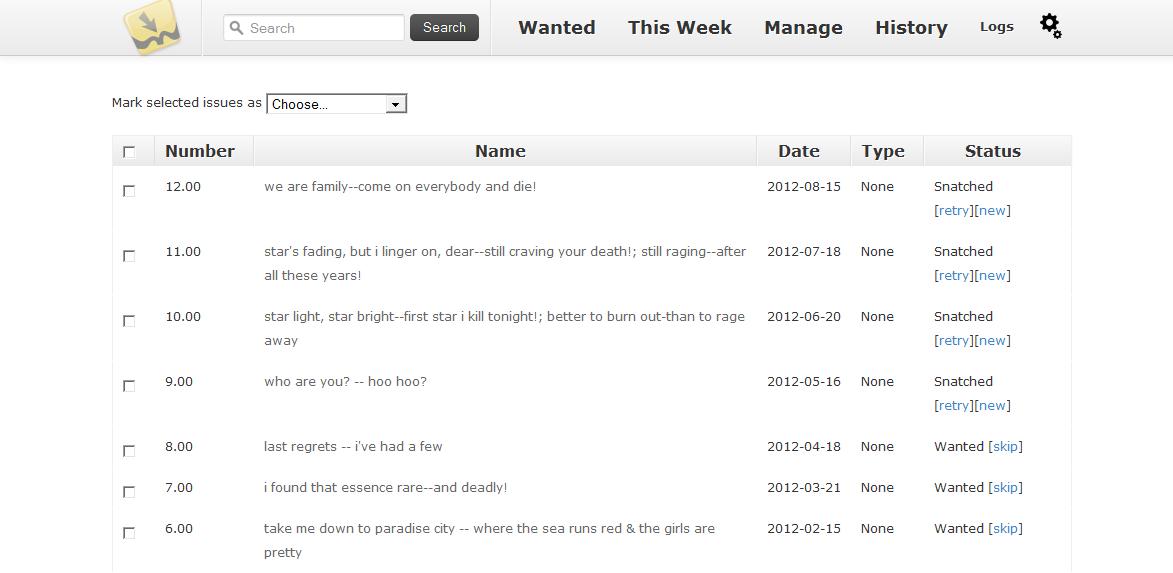 Search Search Wanted This Week Manage History Logs
Mark selected issues as Choose...
Number Name Date Type Status
12.00 we are family--come on everybody and die! 2012-08-15 None Snatched
[retry][new]
11.00 star's fading, but i linger on, dear--still craving your death!; still raging--after 2012-07-18 None Snatched
all these years! [retry][new]
10.00 star light, star bright--first star i kill tonight!; better to burn out-than to rage 2012-06-20 None Snatched
away [retry][new]
9.00 who are you? -- hoo hoo? 2012-05-16 None Snatched
[retry][new]
8.00 last regrets -- i've had a few 2012-04-18 None Wanted [skip]
7.00 i found that essence rare--and deadly! 2012-03-21 None Wanted [skip]
6.00 take me down to paradise city -- where the sea runs red & the girls are 2012-02-15 None Wanted [skip]
pretty